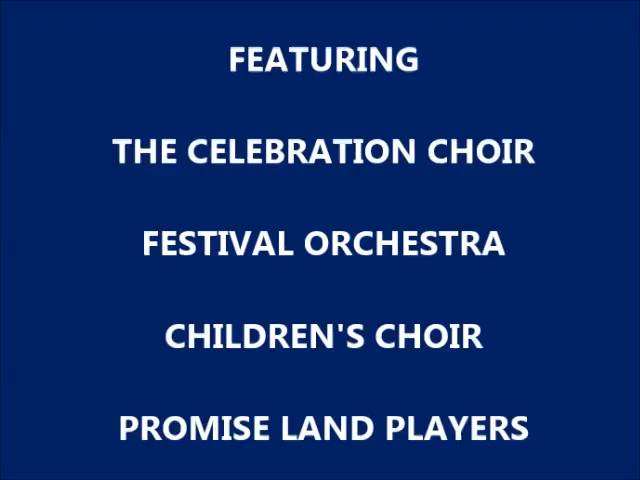 FEATURING
THE CELEBRATION CHOIR
FESTIVAL ORCHESTRA
CHILDREN'S CHOIR
PROMISE LAND PLAYERS